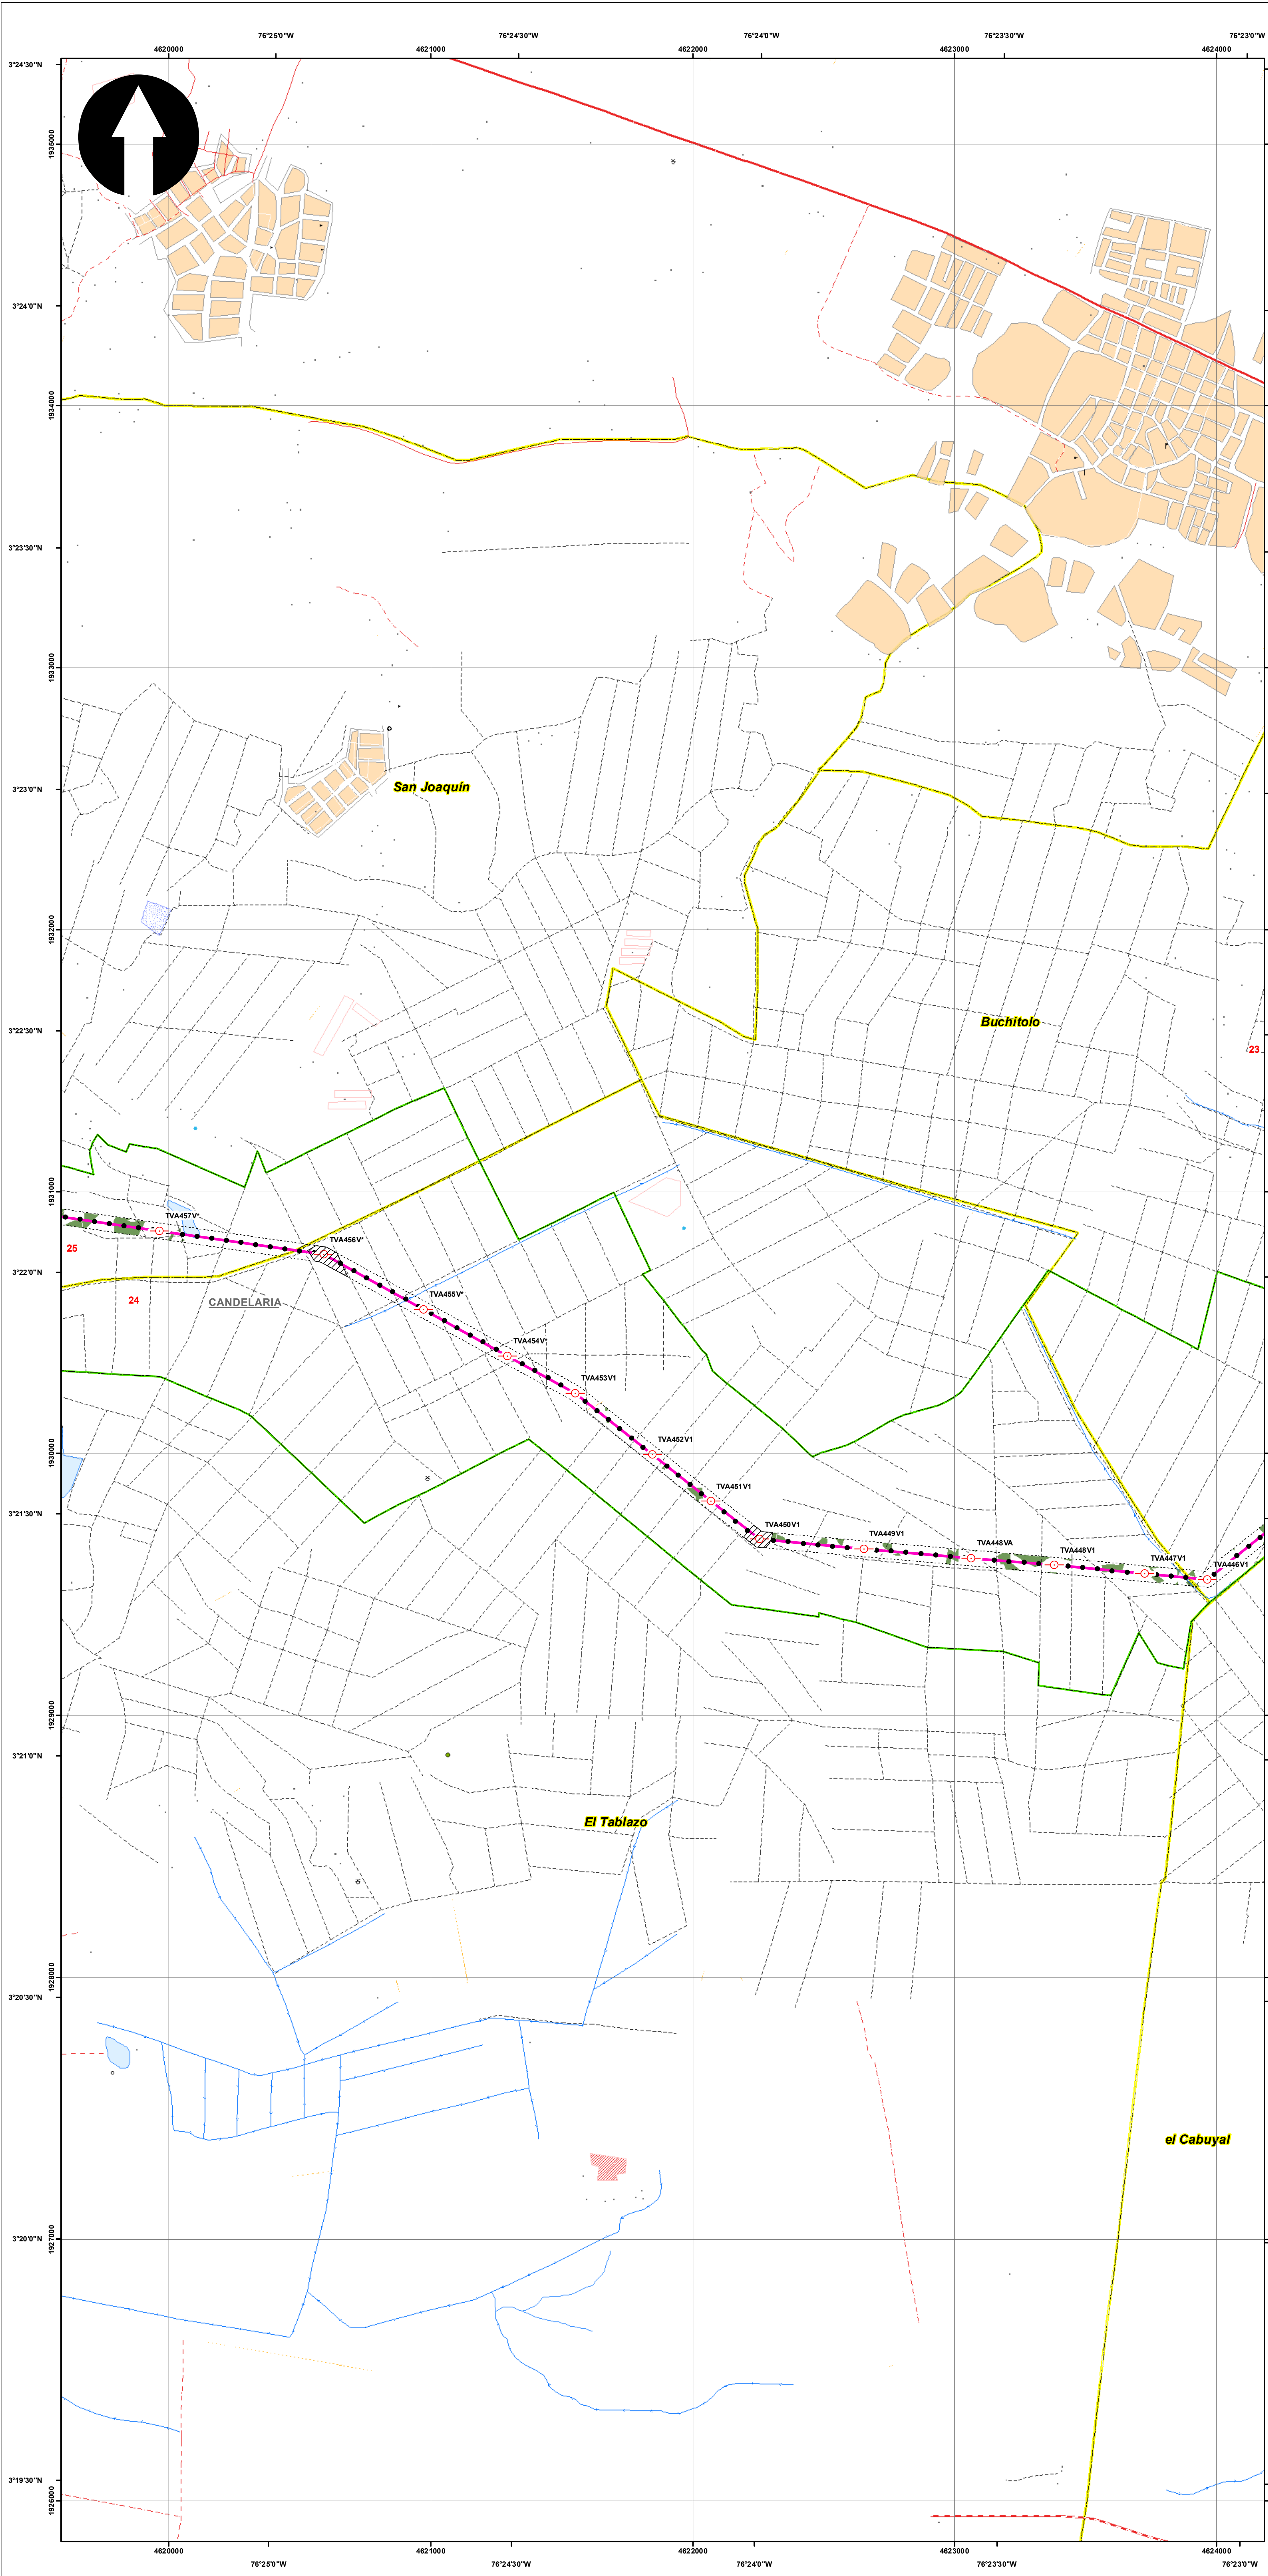 76°25'0"W 76°24'30"W 76°24'0"W 76°23'30"W 76°23'0"W
4620000 4621000 4622000 4623000 4624000
3°24'30"N
1935000
3°24'0"N
1934000
3°23'30"N
1933000
3°23'0"N
San Joaquín
1932000
3°22'30"N
Buchitolo
23
1931000
TVA457V*
TVA456V*
25
3°22'0"N
24
CANDELARIA
TVA455V*
TVA454V*
TVA453V1
TVA452V1
1930000
TVA451V1
3°21'30"N
TVA450V1
TVA449V1
TVA448VA
TVA448V1
TVA447V1
TVA446V1
1929000
3°21'0"N
El Tablazo
1928000
3°20'30"N
el Cabuyal
3°20'0"N
1927000
3°19'30"N
1926000
4620000 4621000 4622000 4623000 4624000
76°25'0"W 76°24'30"W 76°24'0"W 76°23'30"W 76°23'0"W